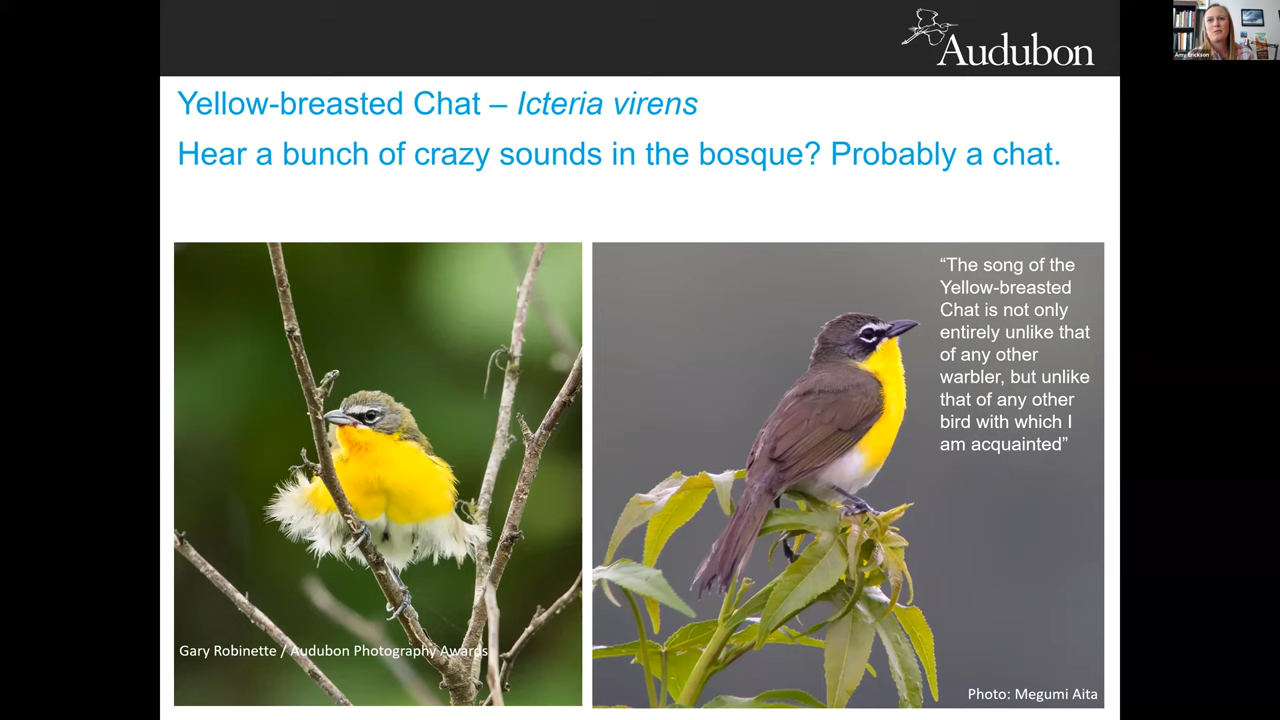 Audubon
Amy Erickson
Yellow-breasted Chat – Icteria virens
Hear a bunch of crazy sounds in the bosque? Probably a chat.
“The song of the
Yellow-breasted
Chat is not only
entirely unlike that
of any other
warbler, but unlike
that of any other
bird with which I
am acquainted”
Gary Robinette / Audubon Photography Awards
Photo: Megumi Aita